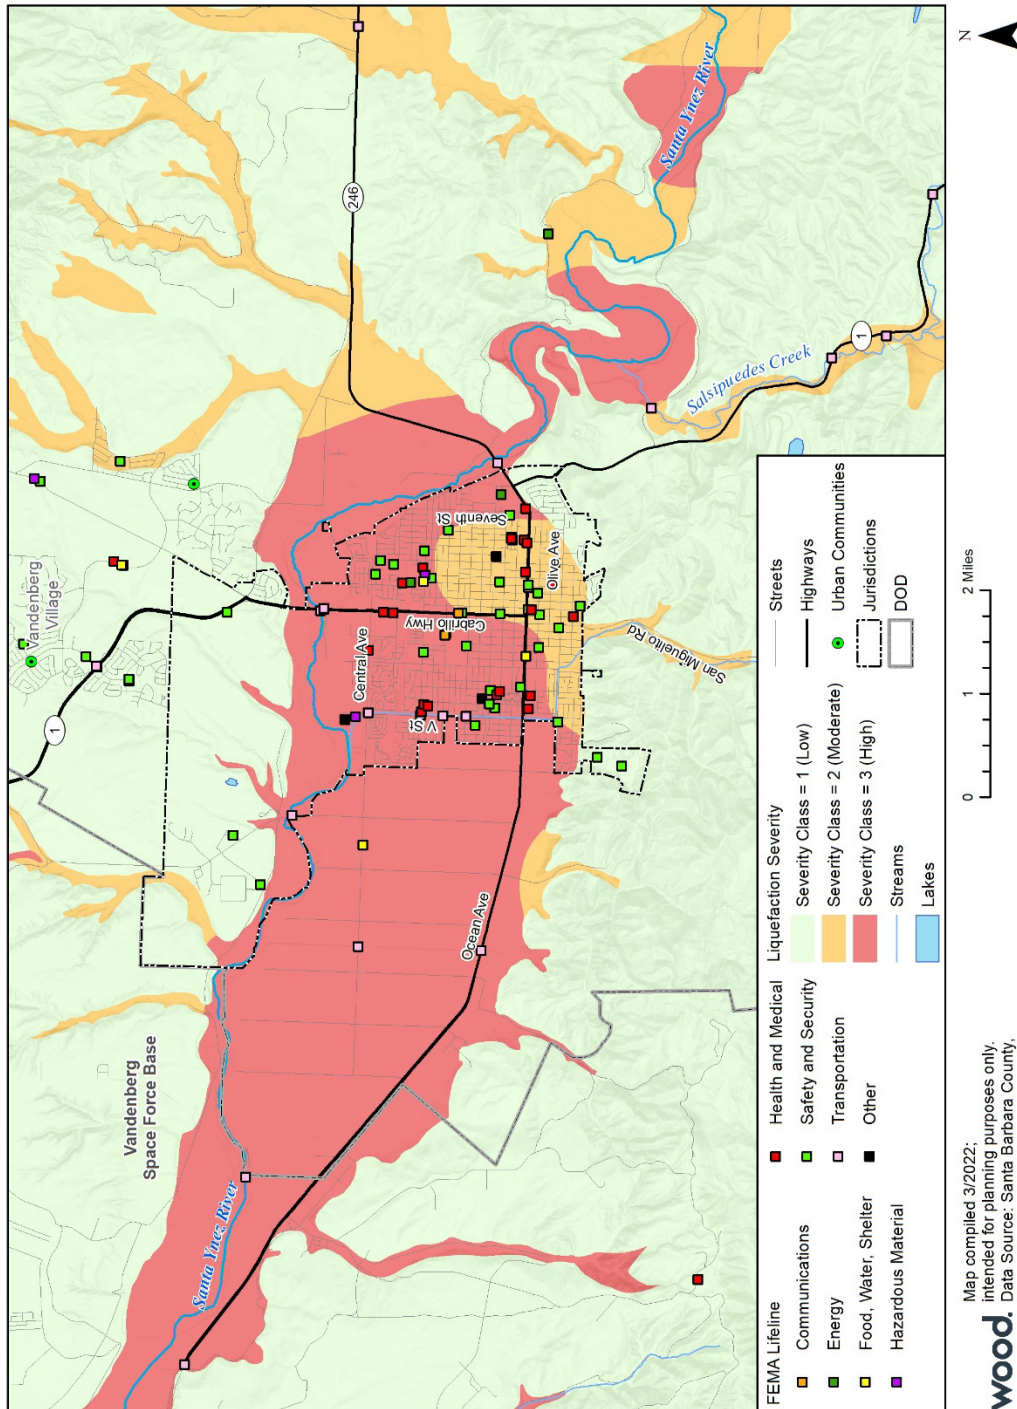 Vandenberg
Village
1
246
Vandenberg
Space Force Base
Santa Ynez River
Santa Ynez River
Central Ave
V St
Cabrillo Hwy
Seventh St
Ocean Ave
Olive Ave
San Miguelito Rd
Salsipuedes Creek
1
FEMA Lifeline
Communications
Energy
Food, Water, Shelter
Hazardous Material
Health and Medical
Safety and Security
Transportation
Other
Liquefaction Severity
Severity Class = 1 (Low)
Severity Class = 2 (Moderate)
Severity Class = 3 (High)
Streams
Lakes
Streets
Highways
Urban Communities
Jurisdictions
DOD
0 1 2 Miles
N
wood.
Map compiled 3/2022;
intended for planning purposes only.
Data Source: Santa Barbara County,